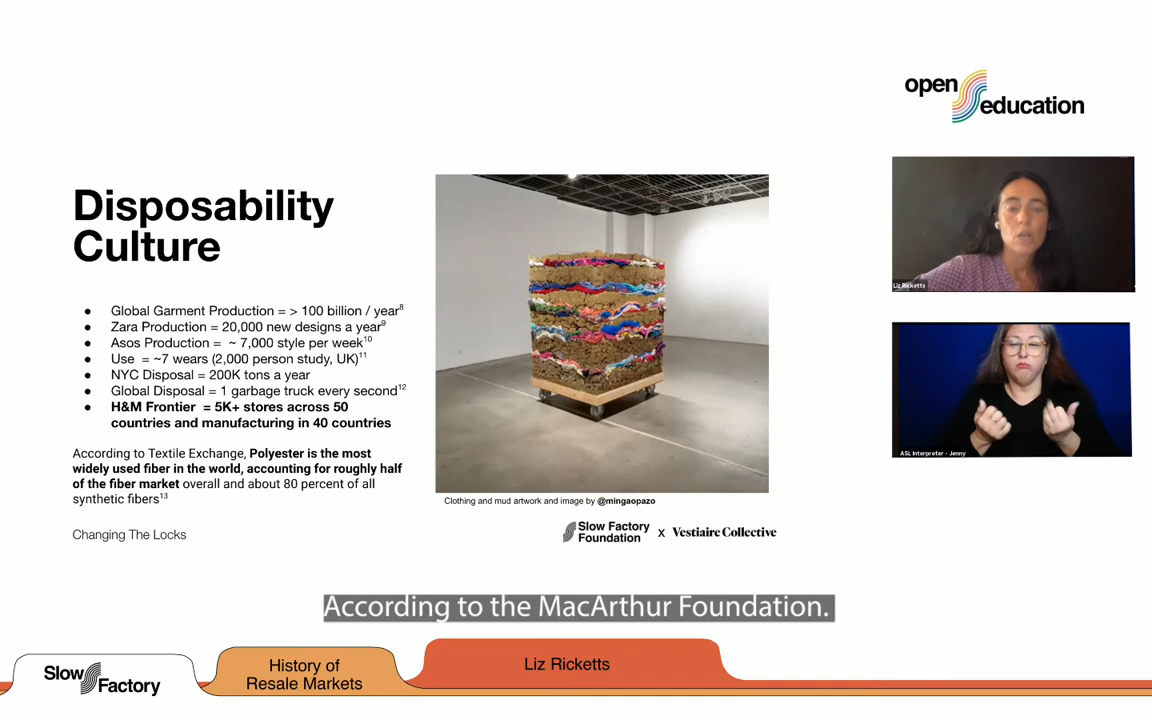 open
education
Disposability
Culture
● Global Garment Production = > 100 billion / year⁸
● Zara Production = 20,000 new designs a year⁹
● Asos Production = ~ 7,000 style per week¹⁰
● Use = ~7 wears (2,000 person study, UK)¹¹
● NYC Disposal = 200K tons a year
● Global Disposal = 1 garbage truck every second¹²
● H&M Frontier = 5K+ stores across 50
countries and manufacturing in 40 countries
According to Textile Exchange, Polyester is the most
widely used fiber in the world, accounting for roughly half
of the fiber market overall and about 80 percent of all
synthetic fibers¹³
Clothing and mud artwork and image by @mingaopazo
Changing The Locks
Slow Factory
Foundation x Vestiaire Collective
Liz Ricketts
ASL Interpreter - Jenny
According to the MacArthur Foundation.
Slow
Factory
History of
Resale Markets
Liz Ricketts